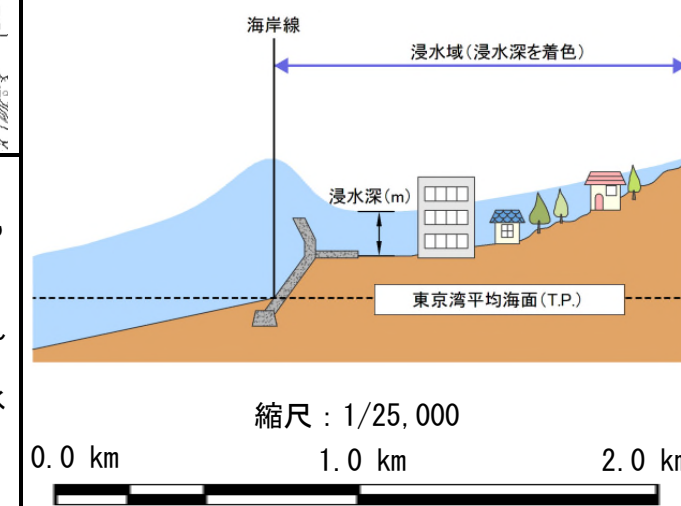 海岸線
浸水域（浸水深を着色）
浸水深（m）
東京湾平均海面（T.P.）
縮尺：1/25,000
0.0 km 1.0 km 2.0 km